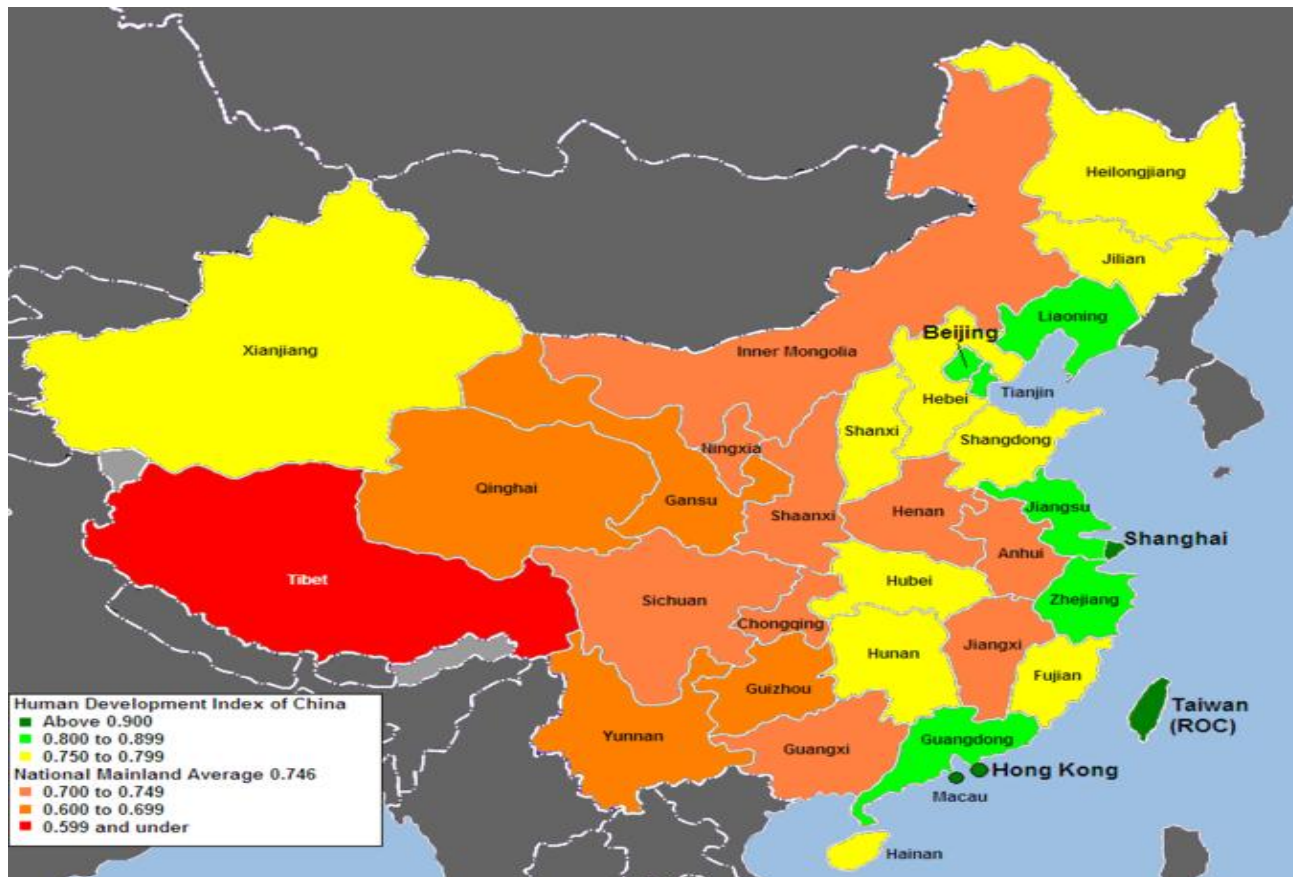 Heilongjiang
Jilian
Liaoning
Xianjiang
Inner Mongolia
Beijing
Tianjin
Hebei
Shanxi
Shangdong
Ningxia
Qinghai
Gansu
Shaanxi
Henan
Jiangsu
Anhui
Shanghai
Tibet
Sichuan
Hubei
Chongqing
Zhejiang
Hunan
Jiangxi
Fujian
Guizhou
Taiwan
(ROC)
Yunnan
Guangxi
Guangdong
Hong Kong
Macau
Hainan
Human Development Index of China
Above 0.900
0.800 to 0.899
0.750 to 0.799
National Mainland Average 0.746
0.700 to 0.749
0.600 to 0.699
0.599 and under